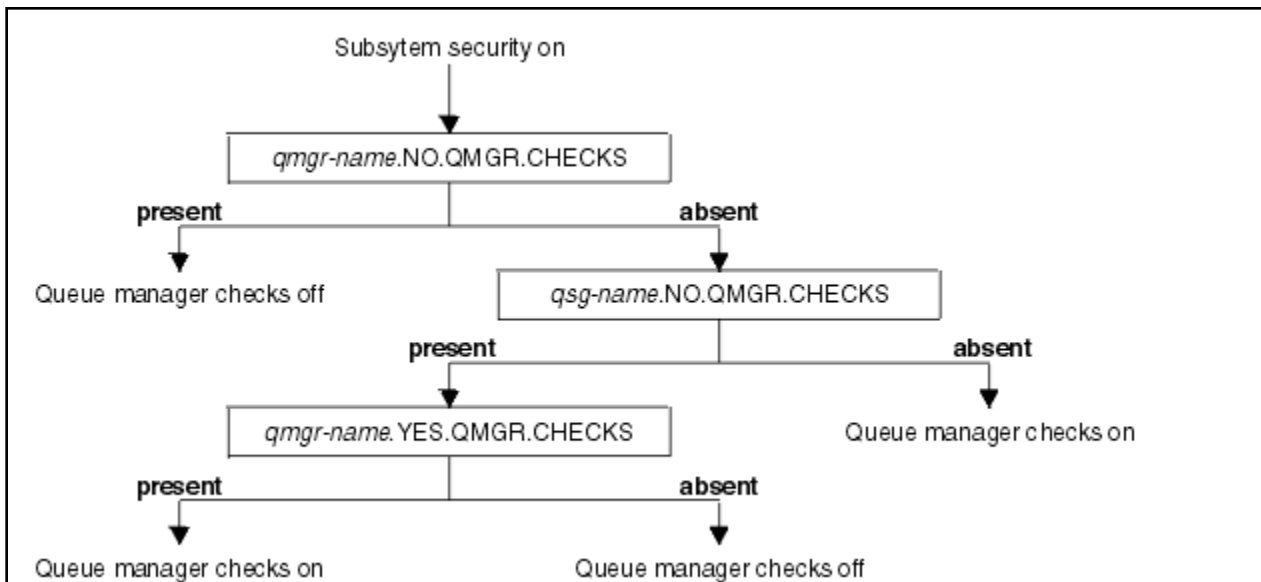 Subsytem security on
qmgr-name.NO.QMGR.CHECKS
present
absent
Queue manager checks off
qsg-name.NO.QMGR.CHECKS
present
absent
qmgr-name.YES.QMGR.CHECKS
Queue manager checks on
present
absent
Queue manager checks on
Queue manager checks off